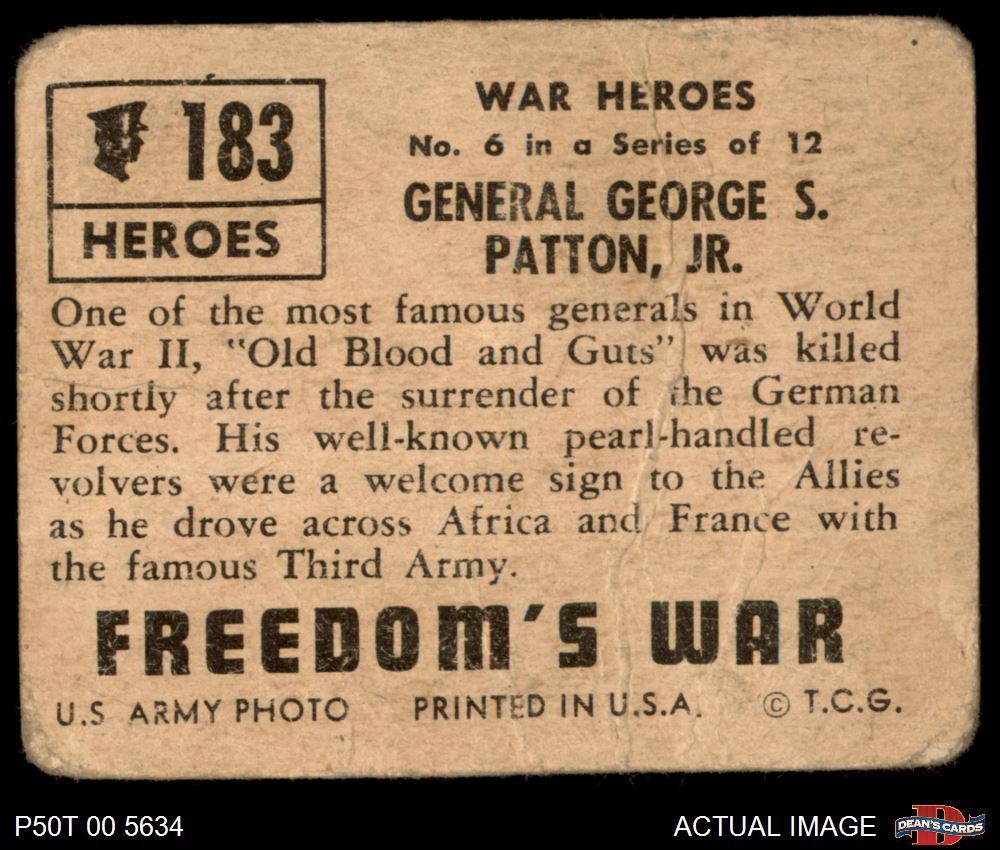 183
HEROES
WAR HEROES
No. 6 in a Series of 12
GENERAL GEORGE S.
PATTON, JR.
One of the most famous generals in World
War II, "Old Blood and Guts" was killed
shortly after the surrender of the German
Forces. His well-known pearl-handled re-
volvers were a welcome sign to the Allies
as he drove across Africa and France with
the famous Third Army.
FREEDOM'S WAR
U.S ARMY PHOTO PRINTED IN U.S.A. © T.C.G.
P50T 00 5634
ACTUAL IMAGE
D
DEAN'S CARDS